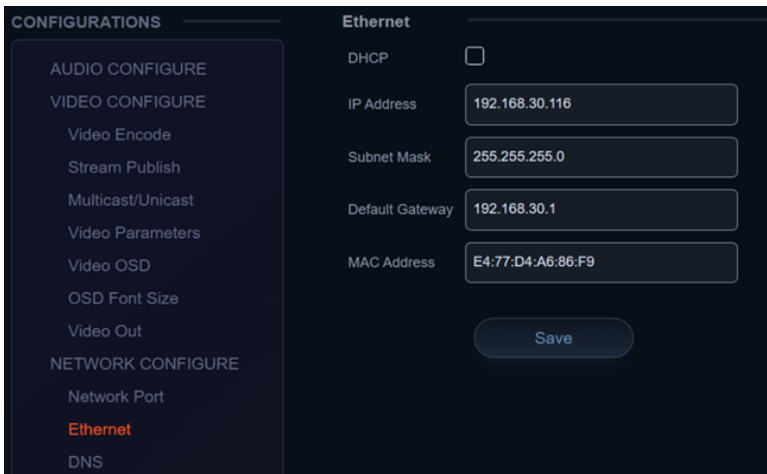 CONFIGURATIONS
AUDIO CONFIGURE
VIDEO CONFIGURE
Video Encode
Stream Publish
Multicast/Unicast
Video Parameters
Video OSD
OSD Font Size
Video Out
NETWORK CONFIGURE
Network Port
Ethernet
DNS
Ethernet
DHCP
IP Address 192.168.30.116
Subnet Mask 255.255.255.0
Default Gateway 192.168.30.1
MAC Address E4:77:D4:A6:86:F9
Save